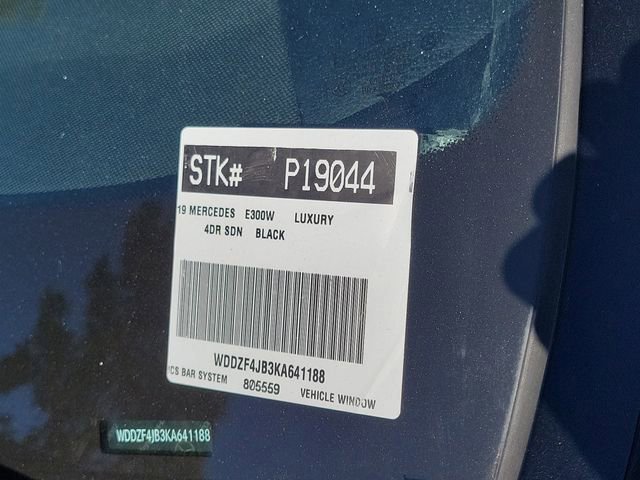 STK# P19044
19 MERCEDES E300W LUXURY
4DR SDN BLACK
WDDZF4JB3KA641188
CS BAR SYSTEM 805559 VEHICLE WINDOW
WDDZF4JB3KA641188